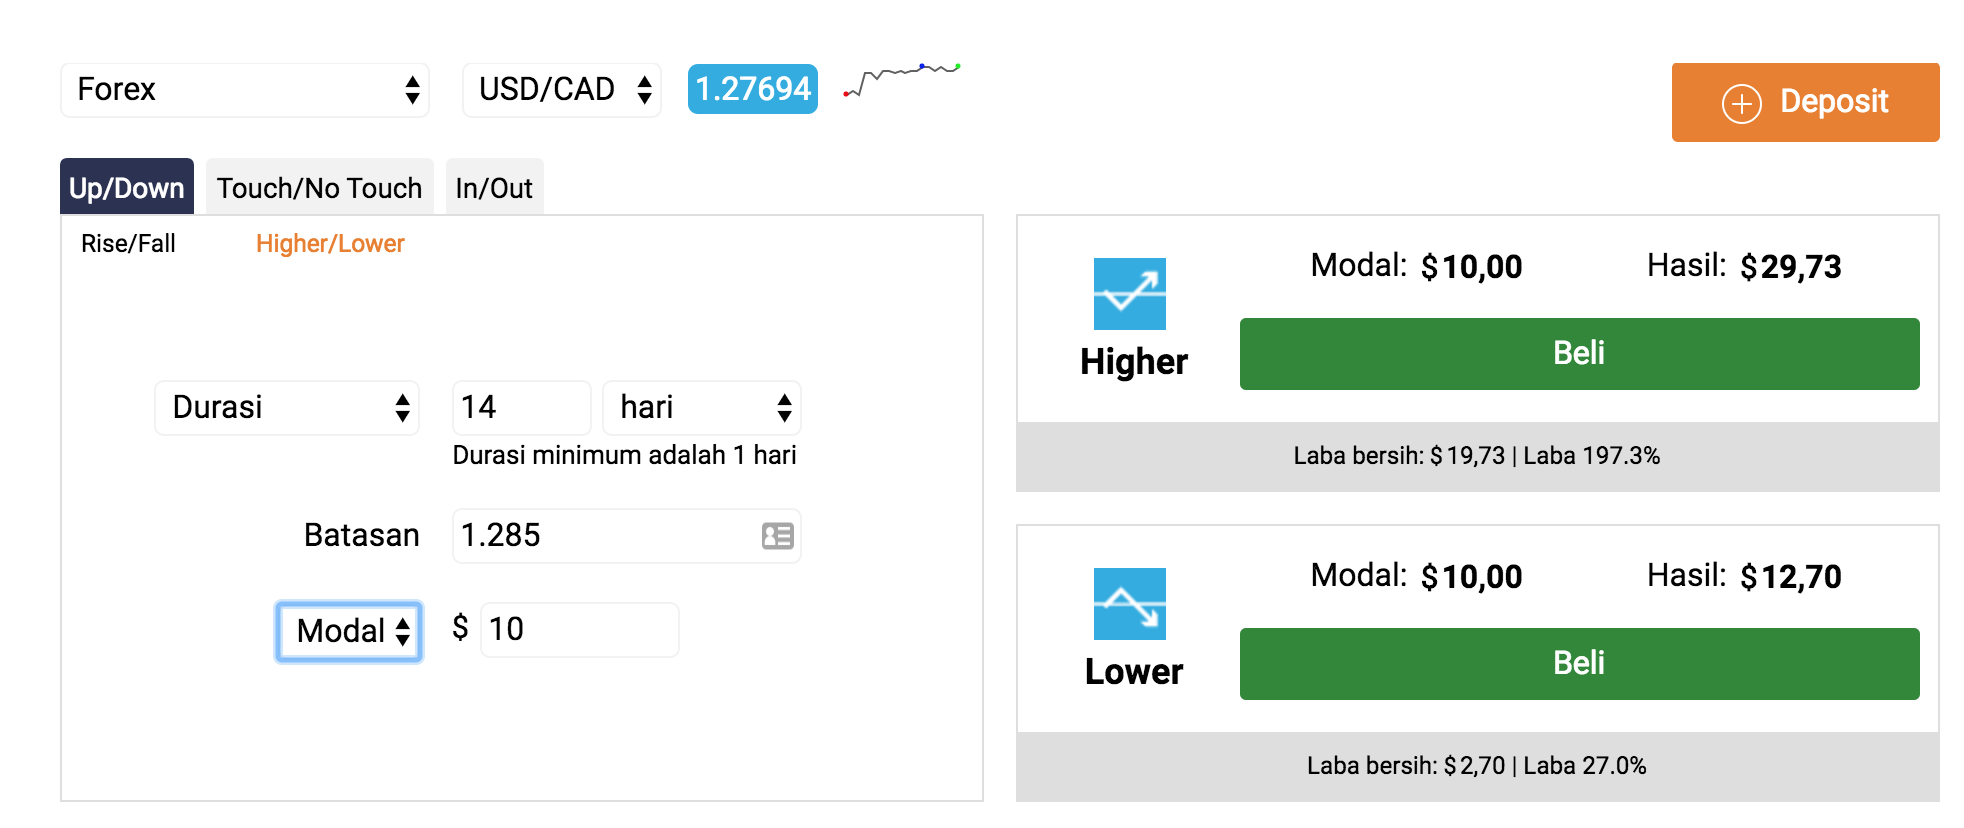 Forex
USD/CAD
1.27694
Deposit
Up/Down
Touch/No Touch
In/Out
Rise/Fall
Higher/Lower
Durasi
14
hari
Durasi minimum adalah 1 hari
Batasan
1.285
Modal
$ 10
Higher
Modal: $10,00
Hasil: $29,73
Beli
Laba bersih: $19,73 | Laba 197.3%
Lower
Modal: $10,00
Hasil: $12,70
Beli
Laba bersih: $2,70 | Laba 27.0%